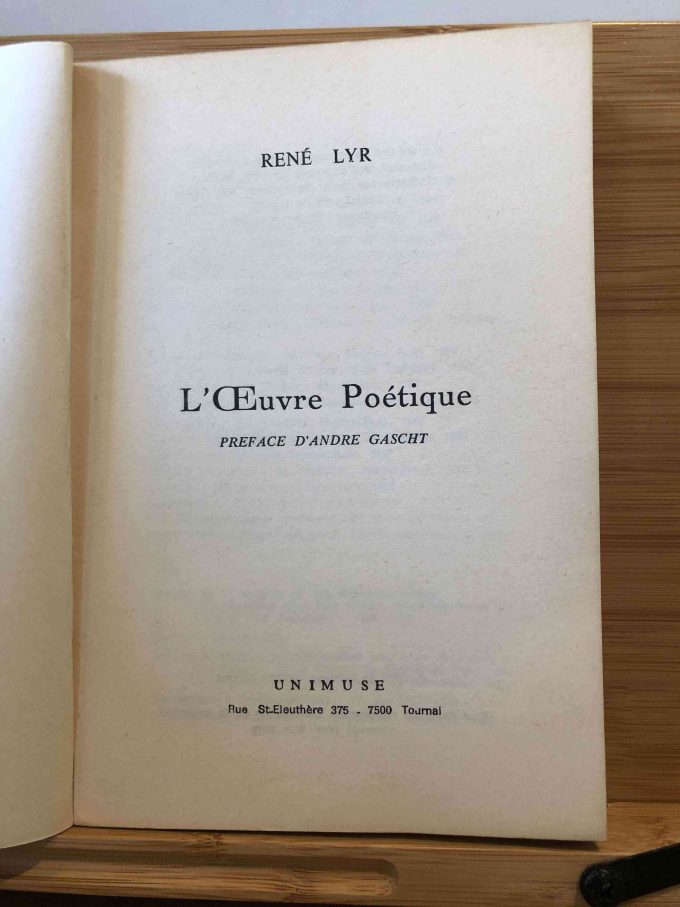 RENÉ LYR
L'Œuvre Poétique
PREFACE D'ANDRE GASCHT
UNIMUSE
Rue St-Eleuthère 375 - 7500 Tournai